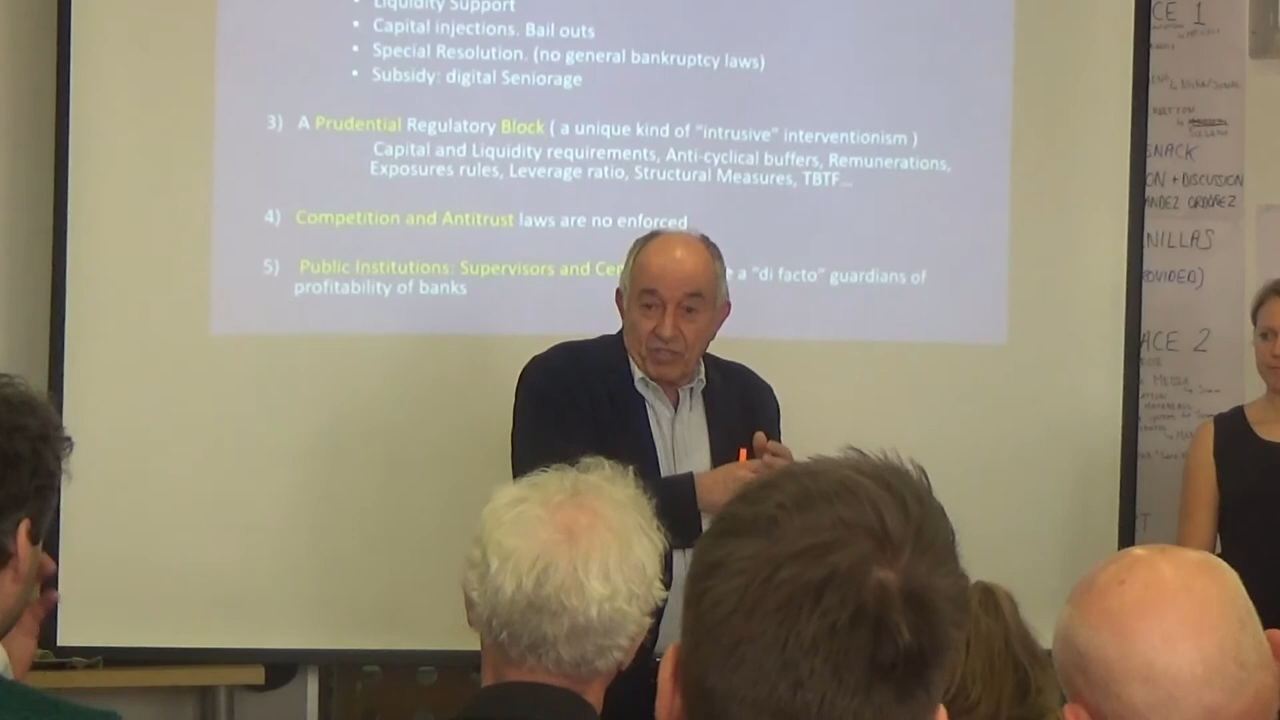 Liquidity Support
• Capital injections. Bail outs
• Special Resolution. (no general bankruptcy laws)
• Subsidy: digital Seniorage
3) A Prudential Regulatory Block ( a unique kind of "intrusive" interventionism )
Capital and Liquidity requirements, Anti-cyclical buffers, Remunerations,
Exposures rules, Leverage ratio, Structural Measures, TBTF...
4) Competition and Antitrust laws are no enforced
5) Public Institutions: Supervisors and a "di facto" guardians of
profitability of banks
CE 1
SNACK
ON + DISCUSSION
NDEZ ORDÓÑEZ
NILLAS
OVIDED)
ACE 2
MEDIA